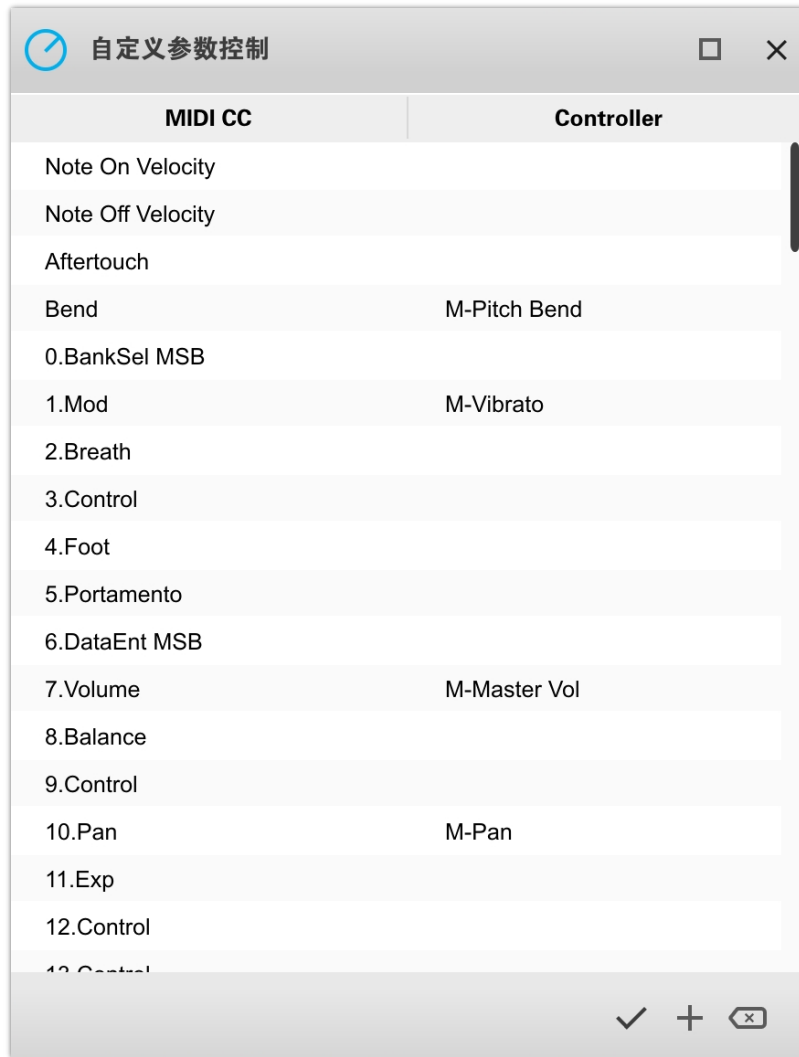 自定义参数控制
MIDI CC Controller
Note On Velocity
Note Off Velocity
Aftertouch
Bend M-Pitch Bend
0.BankSel MSB
1.Mod M-Vibrato
2.Breath
3.Control
4.Foot
5.Portamento
6.DataEnt MSB
7.Volume M-Master Vol
8.Balance
9.Control
10.Pan M-Pan
11.Exp
12.Control
13.Control